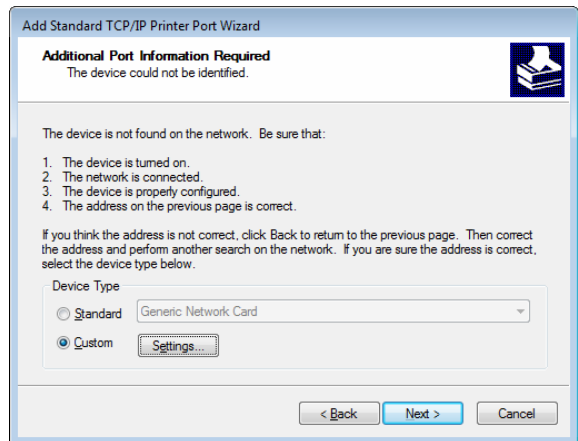 Add Standard TCP/IP Printer Port Wizard
Additional Port Information Required
The device could not be identified.
The device is not found on the network. Be sure that:
1. The device is turned on.
2. The network is connected.
3. The device is properly configured.
4. The address on the previous page is correct.
If you think the address is not correct, click Back to return to the previous page. Then correct
the address and perform another search on the network. If you are sure the address is correct,
select the device type below.
Device Type
Standard Generic Network Card
Custom Settings...
< Back Next > Cancel